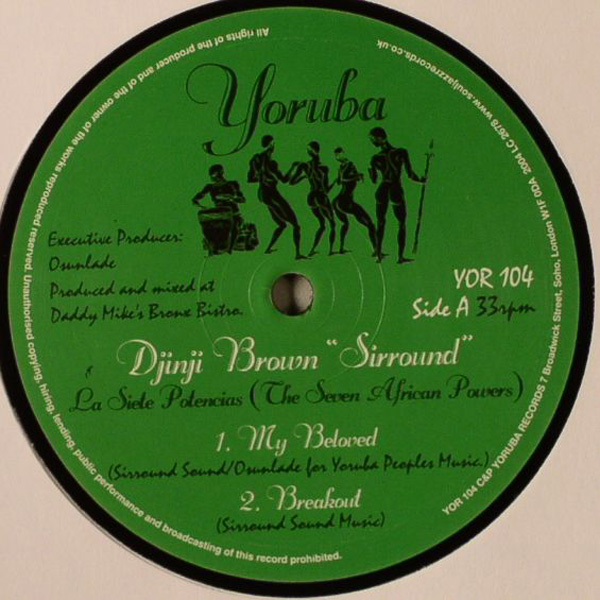 Yoruba
Executive Producer:
Osunlade
Produced and mixed at
Daddy Mike's Bronx Bistro.
YOR 104
Side A 33rpm
Djinji Brown "Sirround"
La Siete Potencias (The Seven African Powers)
1. My Beloved
(Sirround Sound/Osunlade for Yoruba Peoples Music.)
2. Breakout
(Sirround Sound Music)
All rights of the producer and of the owner of the works reproduced reserved. Unauthorised copying, hiring, lending, public performance and broadcasting of this record prohibited.
YOR 104 C&P YORUBA RECORDS 7 Broadwick Street, Soho, London W1F 0DA 2004 LC 2678 www.souljazzrecords.co.uk